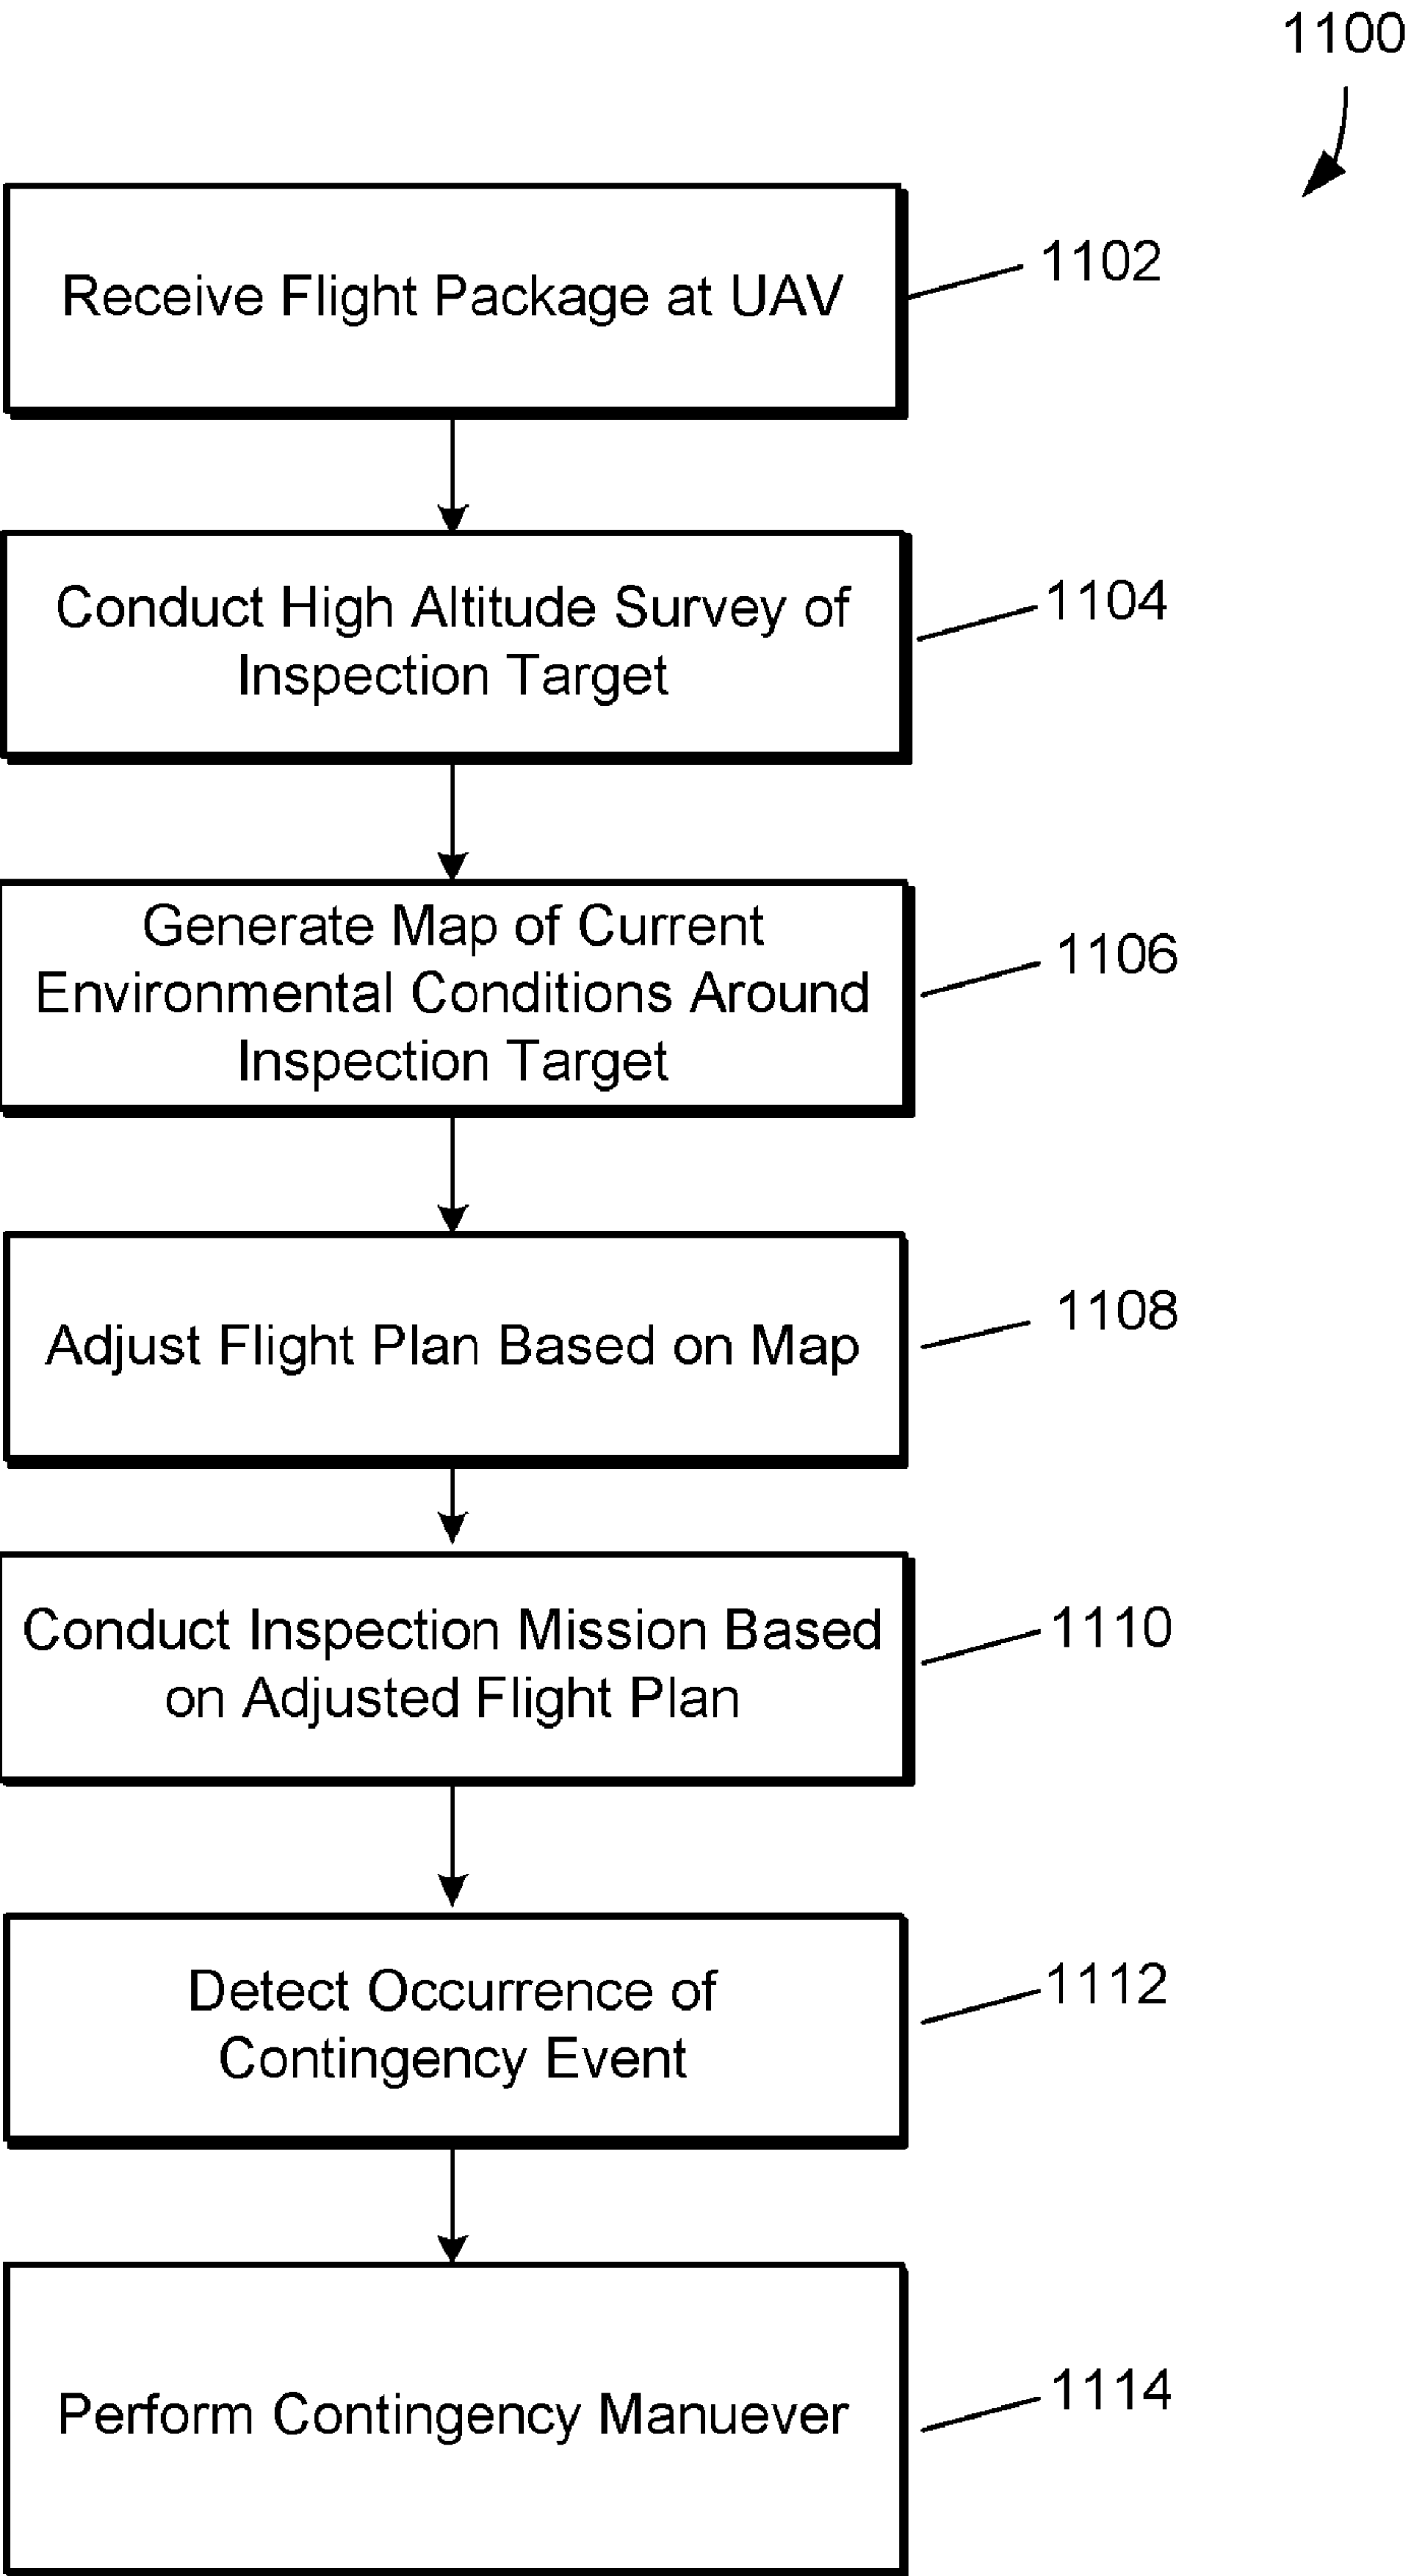 1100
Receive Flight Package at UAV
1102
Conduct High Altitude Survey of
Inspection Target
1104
Generate Map of Current
Environmental Conditions Around
Inspection Target
1106
Adjust Flight Plan Based on Map
1108
Conduct Inspection Mission Based
on Adjusted Flight Plan
1110
Detect Occurrence of
Contingency Event
1112
Perform Contingency Manuever
1114